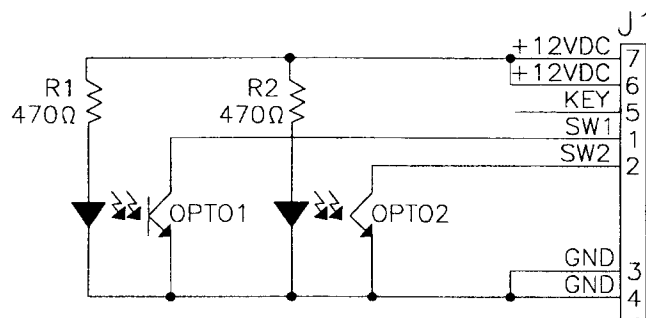 J1
+12VDC 7
+12VDC 6
KEY 5
SW1 1
SW2 2
R1
470Ω
R2
470Ω
OPTO1
OPTO2
GND 3
GND 4